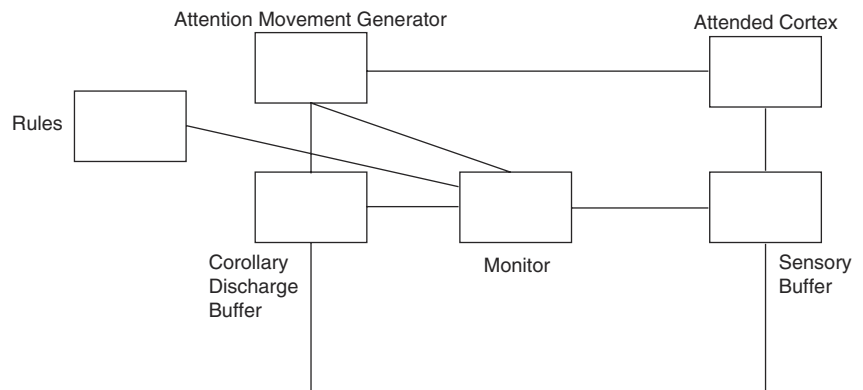 Attention Movement Generator
Attended Cortex
Rules
Corollary
Discharge
Buffer
Monitor
Sensory
Buffer